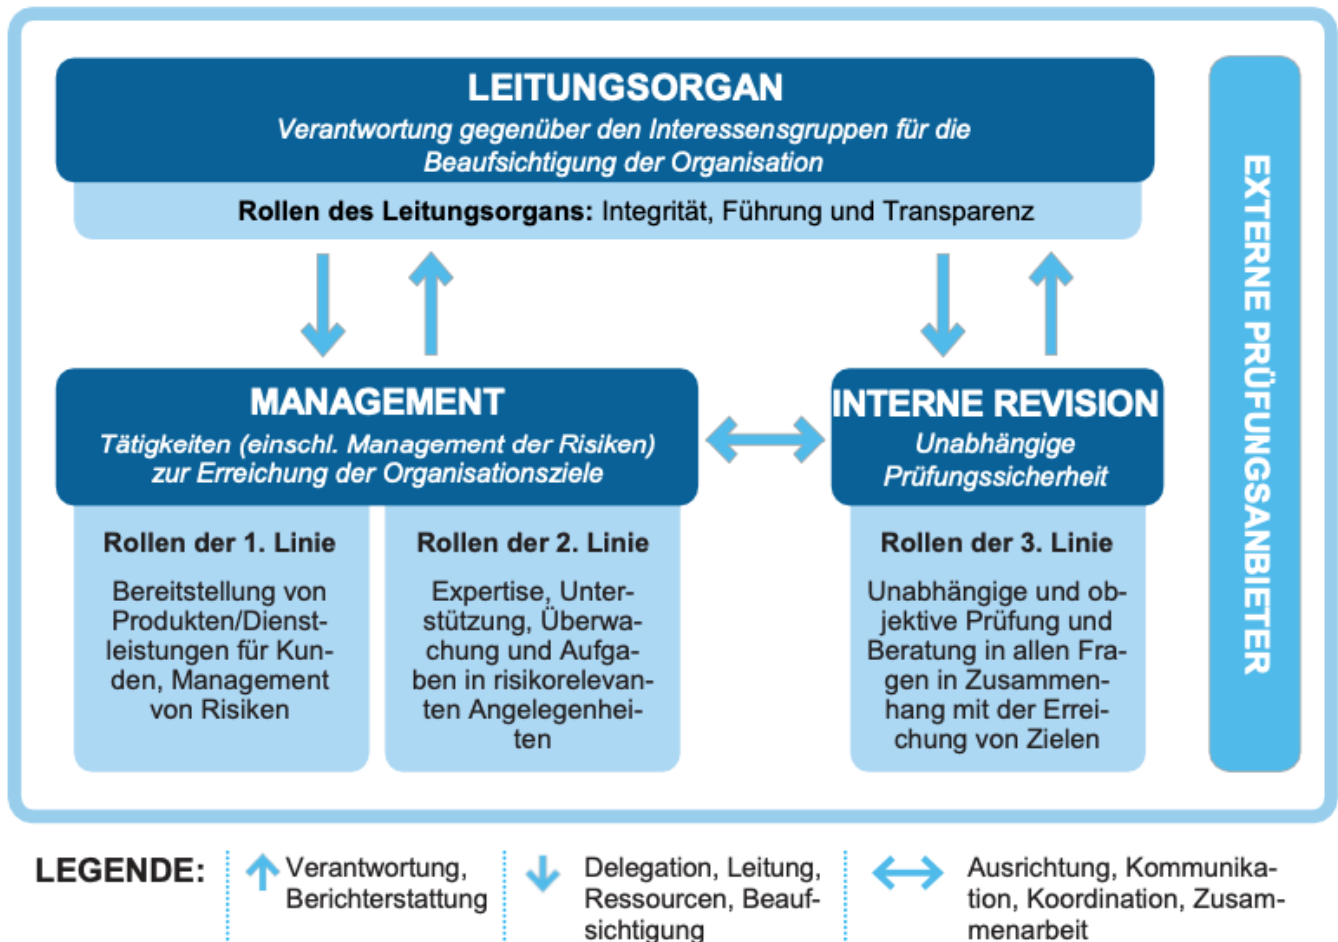 LEITUNGSORGAN
Verantwortung gegenüber den Interessensgruppen für die
Beaufsichtigung der Organisation
Rollen des Leitungsorgans: Integrität, Führung und Transparenz
MANAGEMENT
Tätigkeiten (einschl. Management der Risiken)
zur Erreichung der Organisationsziele
Rollen der 1. Linie
Bereitstellung von
Produkten/Dienst-
leistungen für Kun-
den, Management
von Risiken
Rollen der 2. Linie
Expertise, Unter-
stützung, Überwa-
chung und Aufga-
ben in risikorelevan-
ten Angelegenhei-
ten
INTERNE REVISION
Unabhängige
Prüfungssicherheit
Rollen der 3. Linie
Unabhängige und ob-
jektive Prüfung und
Beratung in allen Fra-
gen in Zusammen-
hang mit der Errei-
chung von Zielen
EXTERNE PRÜFUNGSANBIETER
LEGENDE:
Verantwortung,
Berichterstattung
Delegation, Leitung,
Ressourcen, Beauf-
sichtigung
Ausrichtung, Kommunika-
tion, Koordination, Zusam-
menarbeit